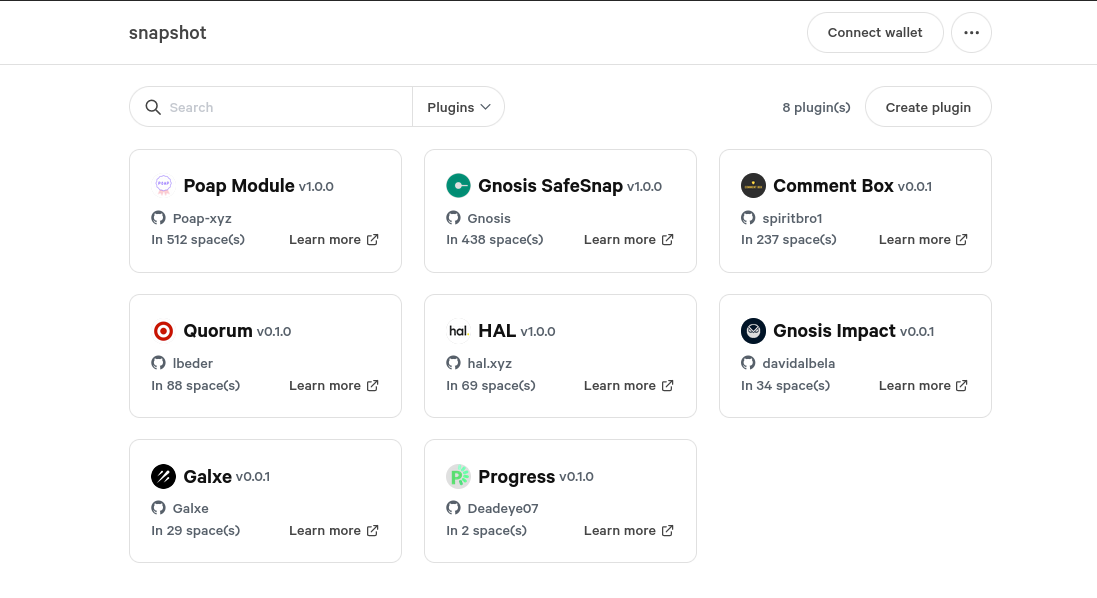 snapshot
Connect wallet
Search
Plugins
8 plugin(s)
Create plugin
Poap Module v1.0.0
Poap-xyz
In 512 space(s)
Learn more
Gnosis SafeSnap v1.0.0
Gnosis
In 438 space(s)
Learn more
Comment Box v0.0.1
spiritbro1
In 237 space(s)
Learn more
Quorum v0.1.0
lbeder
In 88 space(s)
Learn more
hal.
HAL v1.0.0
hal.xyz
In 69 space(s)
Learn more
Gnosis Impact v0.0.1
davidalbela
In 34 space(s)
Learn more
Galxe v0.0.1
Galxe
In 29 space(s)
Learn more
Progress v0.1.0
Deadeye07
In 2 space(s)
Learn more